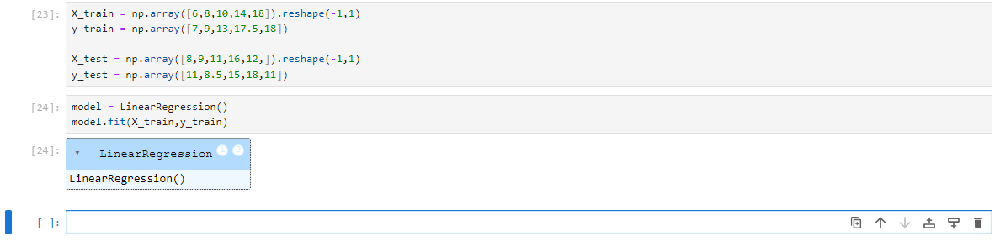 [23]: X_train = np.array([6,8,10,14,18]).reshape(-1,1)
y_train = np.array([7,9,13,17.5,18])
X_test = np.array([8,9,11,16,12,]).reshape(-1,1)
y_test = np.array([11,8.5,15,18,11])
[24]: model = LinearRegression()
model.fit(X_train,y_train)
[24]: ▾ LinearRegression i ?
LinearRegression()
[ ]: